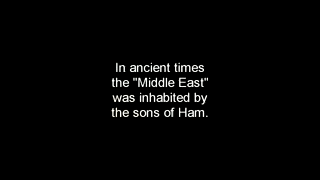 In ancient times
the "Middle East"
was inhabited by
the sons of Ham.